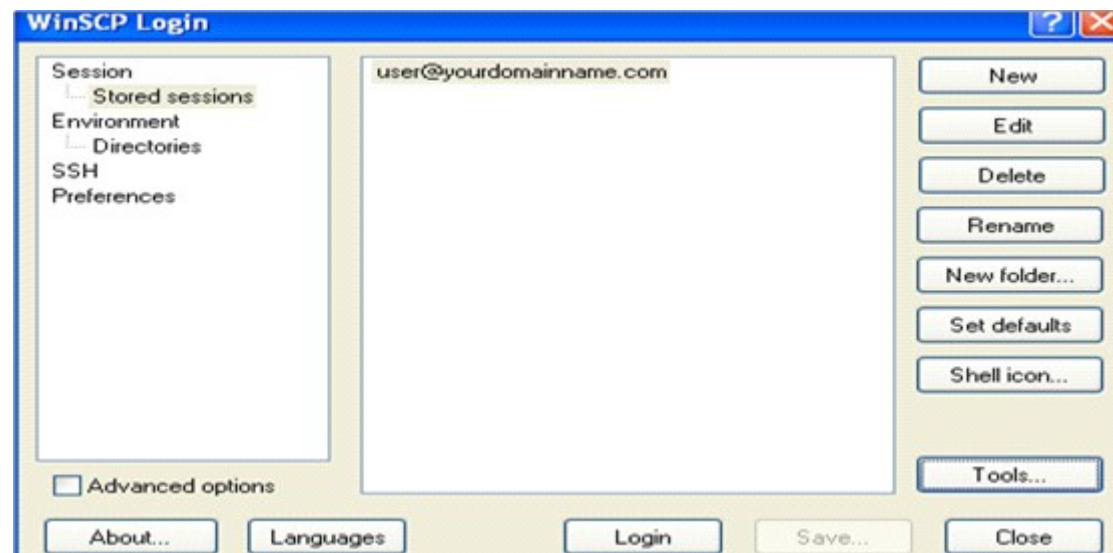 WinSCP Login
Session
Stored sessions
Environment
Directories
SSH
Preferences
Advanced options
user@yourdomainname.com
New
Edit
Delete
Rename
New folder...
Set defaults
Shell icon...
Tools...
About...
Languages
Login
Save...
Close